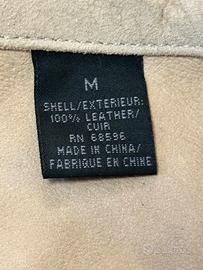 M
SHELL/EXTERIEUR:
100% LEATHER/
CUIR
RN 68596
MADE IN CHINA/
FABRIQUE EN CHINE